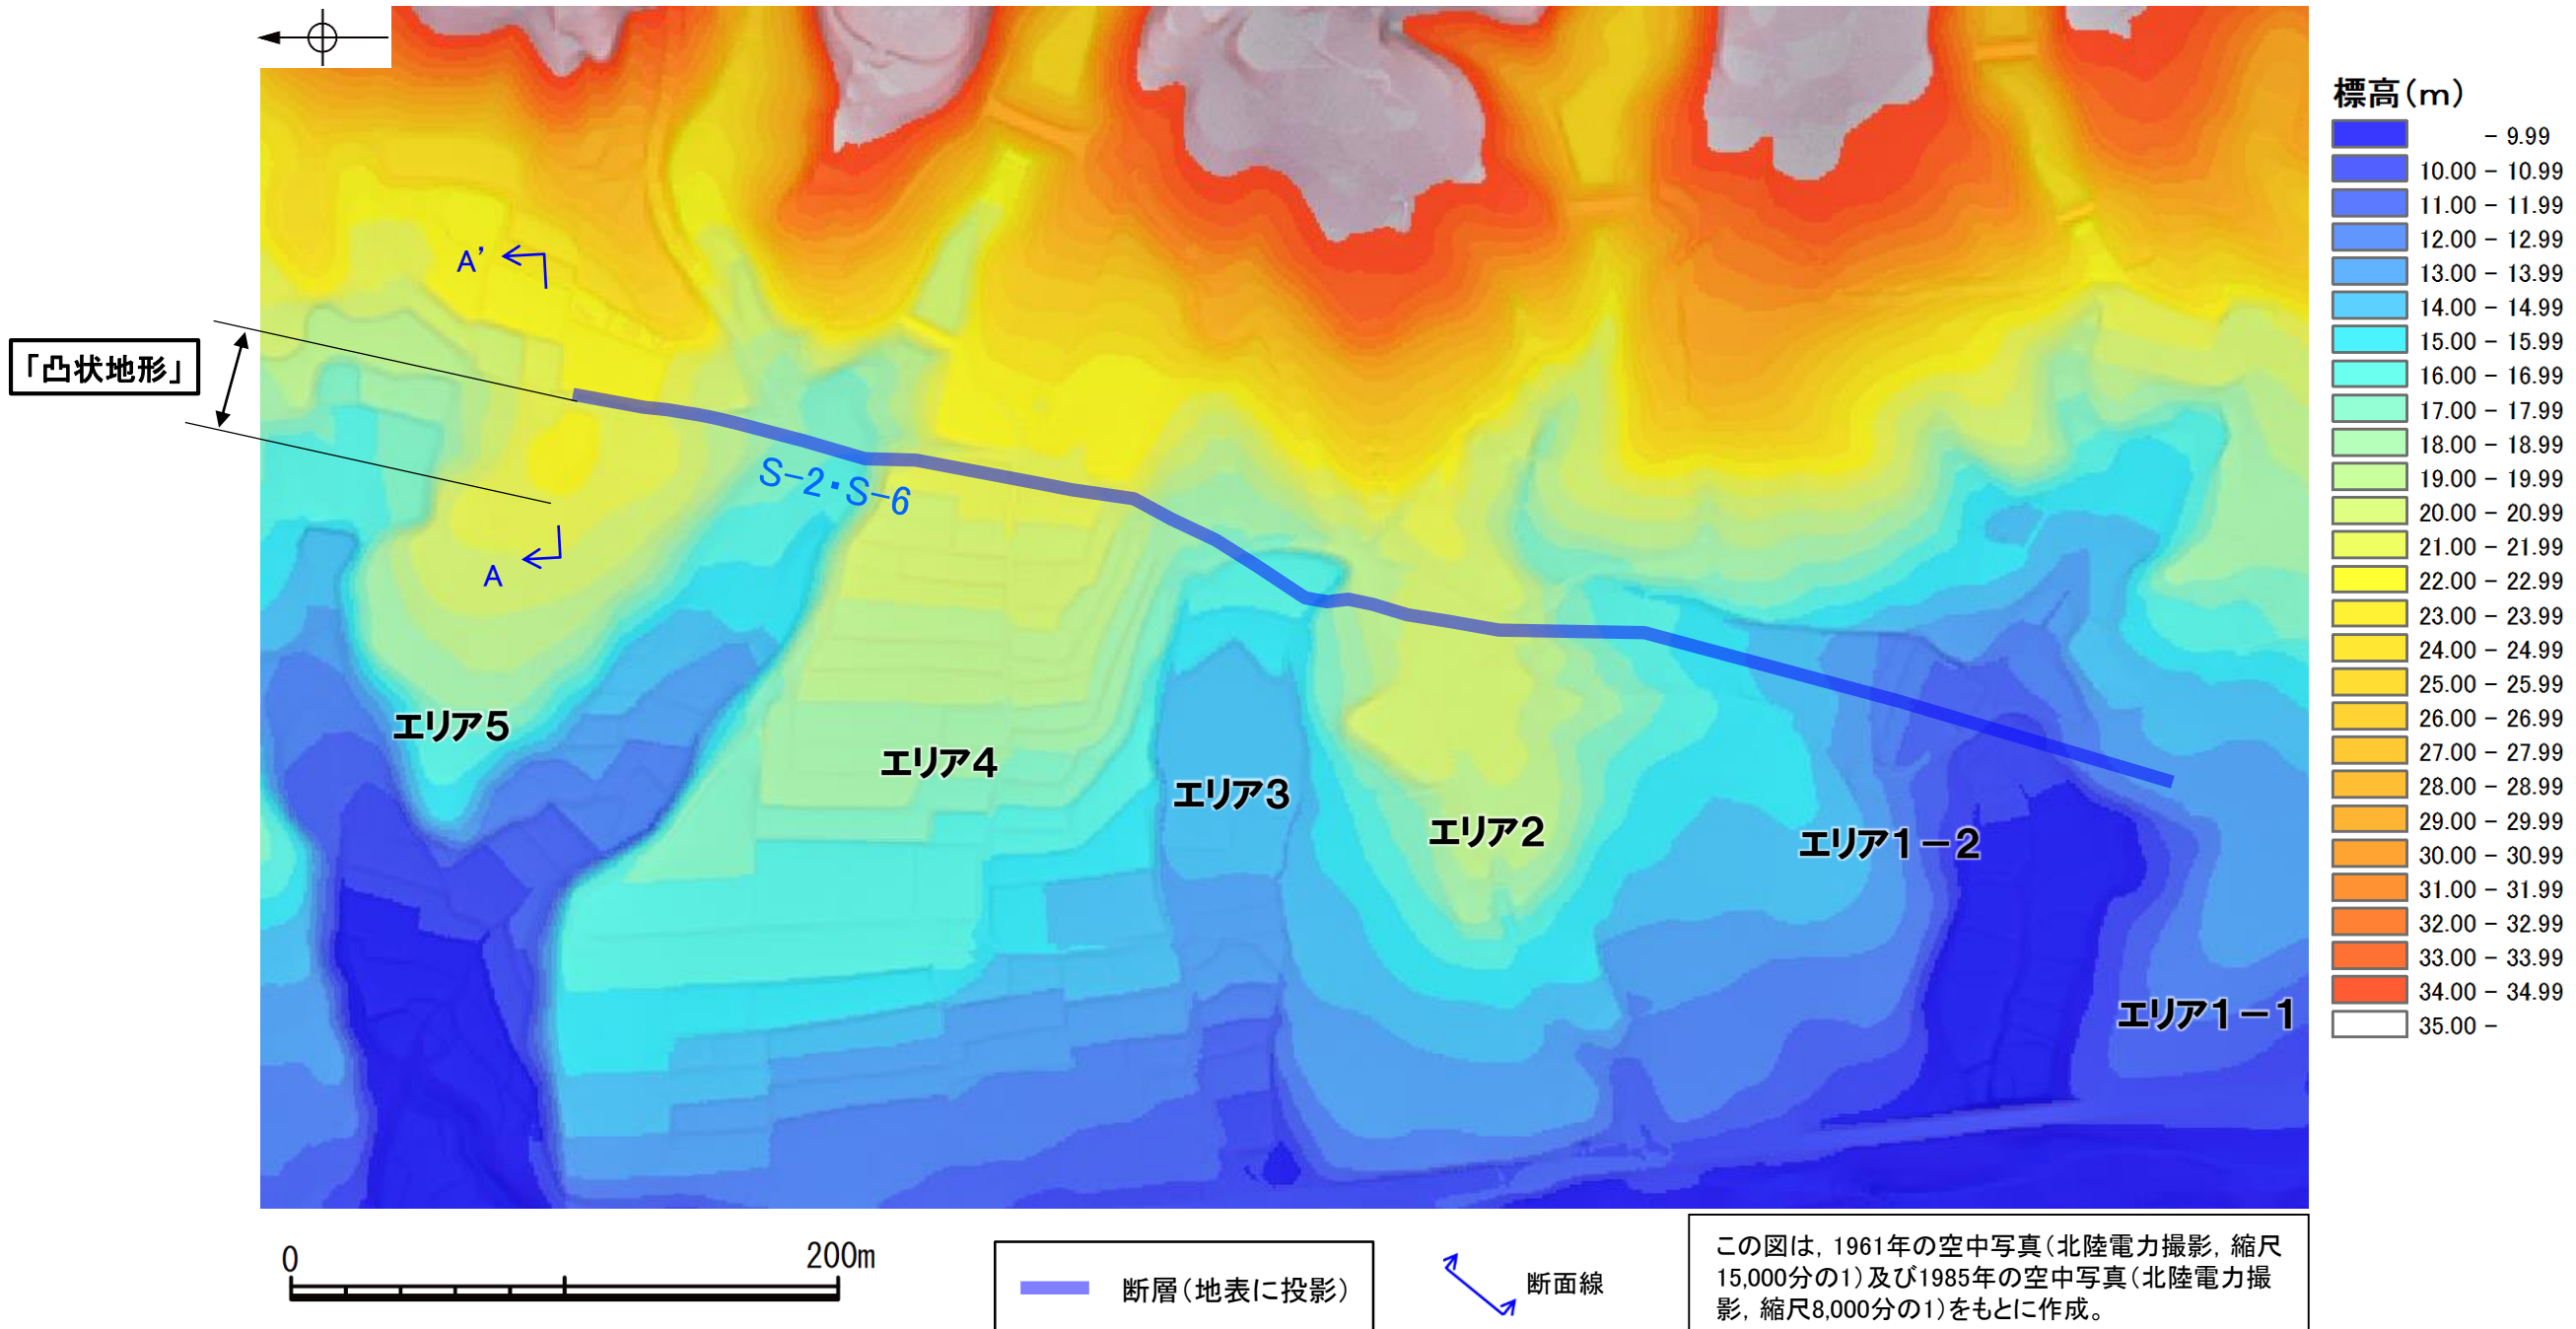 標高(m)
- 9.99
10.00 - 10.99
11.00 - 11.99
12.00 - 12.99
13.00 - 13.99
14.00 - 14.99
15.00 - 15.99
16.00 - 16.99
17.00 - 17.99
18.00 - 18.99
19.00 - 19.99
20.00 - 20.99
21.00 - 21.99
22.00 - 22.99
23.00 - 23.99
24.00 - 24.99
25.00 - 25.99
26.00 - 26.99
27.00 - 27.99
28.00 - 28.99
29.00 - 29.99
30.00 - 30.99
31.00 - 31.99
32.00 - 32.99
33.00 - 33.99
34.00 - 34.99
35.00 -
A’
「凸状地形」
S-2・S-6
A
エリア5
エリア4
エリア3
エリア2
エリア1-2
エリア1-1
0
200m
断層(地表に投影)
断面線
この図は,1961年の空中写真(北陸電力撮影,縮尺
15,000分の1)及び1985年の空中写真(北陸電力撮
影,縮尺8,000分の1)をもとに作成。